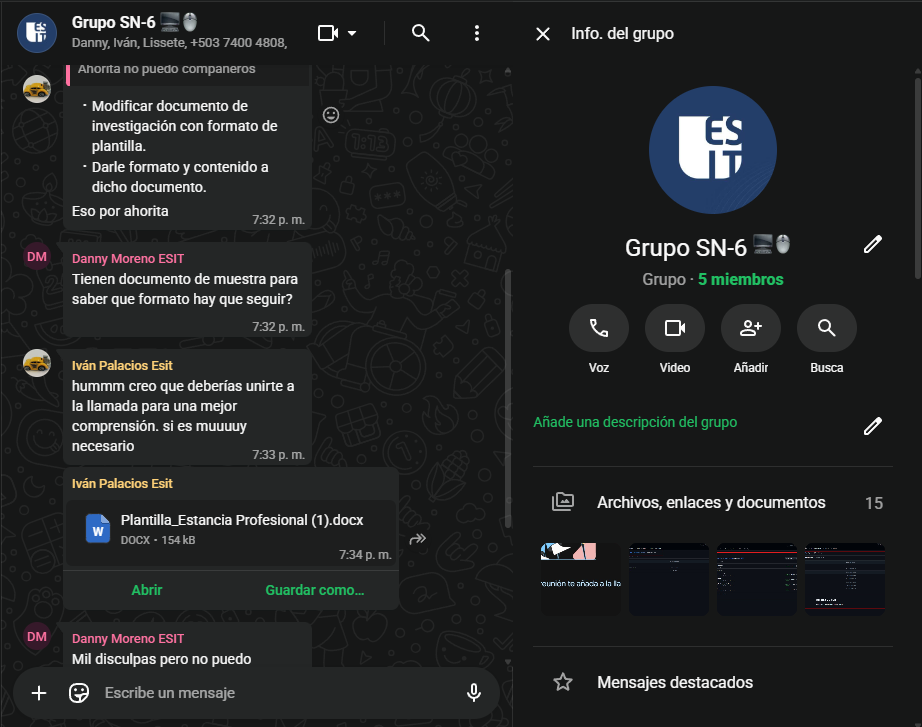 Grupo SN-6
Danny, Iván, Lissete, +503 7400 4808,
Ahorita no puedo compañeros
· Modificar documento de
investigación con formato de
plantilla.
· Darle formato y contenido a
dicho documento.
Eso por ahorita
7:32 p. m.
DM
Danny Moreno ESIT
Tienen documento de muestra para
saber que formato hay que seguir?
7:32 p. m.
Iván Palacios Esit
hummm creo que deberías unirte a
la llamada para una mejor
comprensión. si es muuuuy
necesario
7:33 p. m.
Iván Palacios Esit
W
Plantilla_Estancia Profesional (1).docx
DOCX • 154 kB
7:34 p. m.
Abrir
Guardar como...
DM
Danny Moreno ESIT
Mil disculpas pero no puedo
Escribe un mensaje
Info. del grupo
ES
IT
Grupo SN-6
Grupo · 5 miembros
Voz
Video
Añadir
Busca
Añade una descripción del grupo
Archivos, enlaces y documentos
15
reunión te añada a la lla
Mensajes destacados